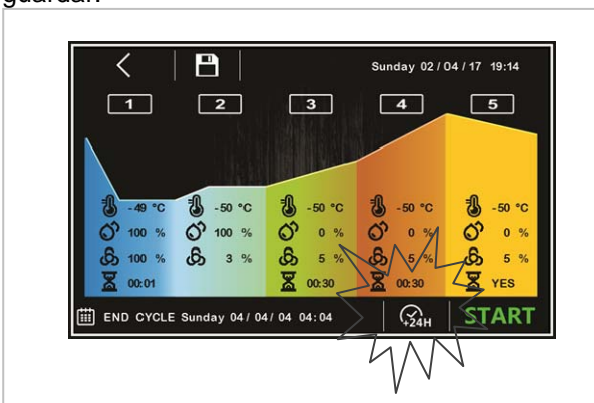 guardar.
Sunday 02 / 04 / 17 19:14
1 2 3 4 5
-49 °C -50 °C -50 °C -50 °C -50 °C
100 % 100 % 0 % 0 % 0 %
100 % 3 % 5 % 5 % 5 %
00:01 00:30 00:30 YES
END CYCLE Sunday 04 / 04 / 04 04:04 +24H START